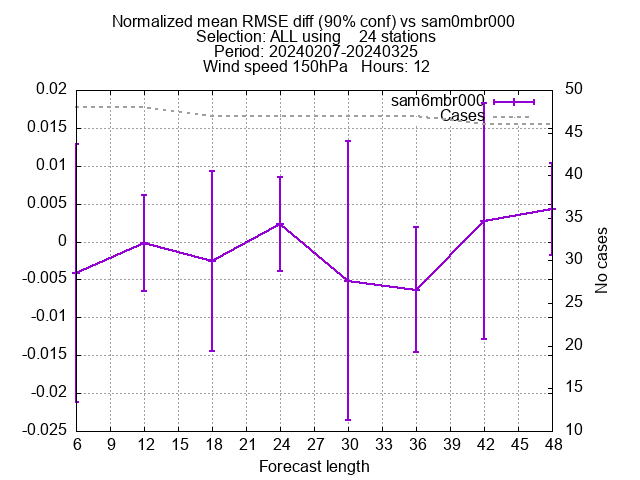 Normalized mean RMSE diff (90% conf) vs sam0mbr000
Selection: ALL using    24 stations
Period: 20240207-20240325
Wind speed 150hPa   Hours: 12
sam6mbr000
Cases
0.02
0.015
0.01
0.005
0
-0.005
-0.01
-0.015
-0.02
-0.025
50
45
40
35
30
25
20
15
10
No cases
6 9 12 15 18 21 24 27 30 33 36 39 42 45 48
Forecast length